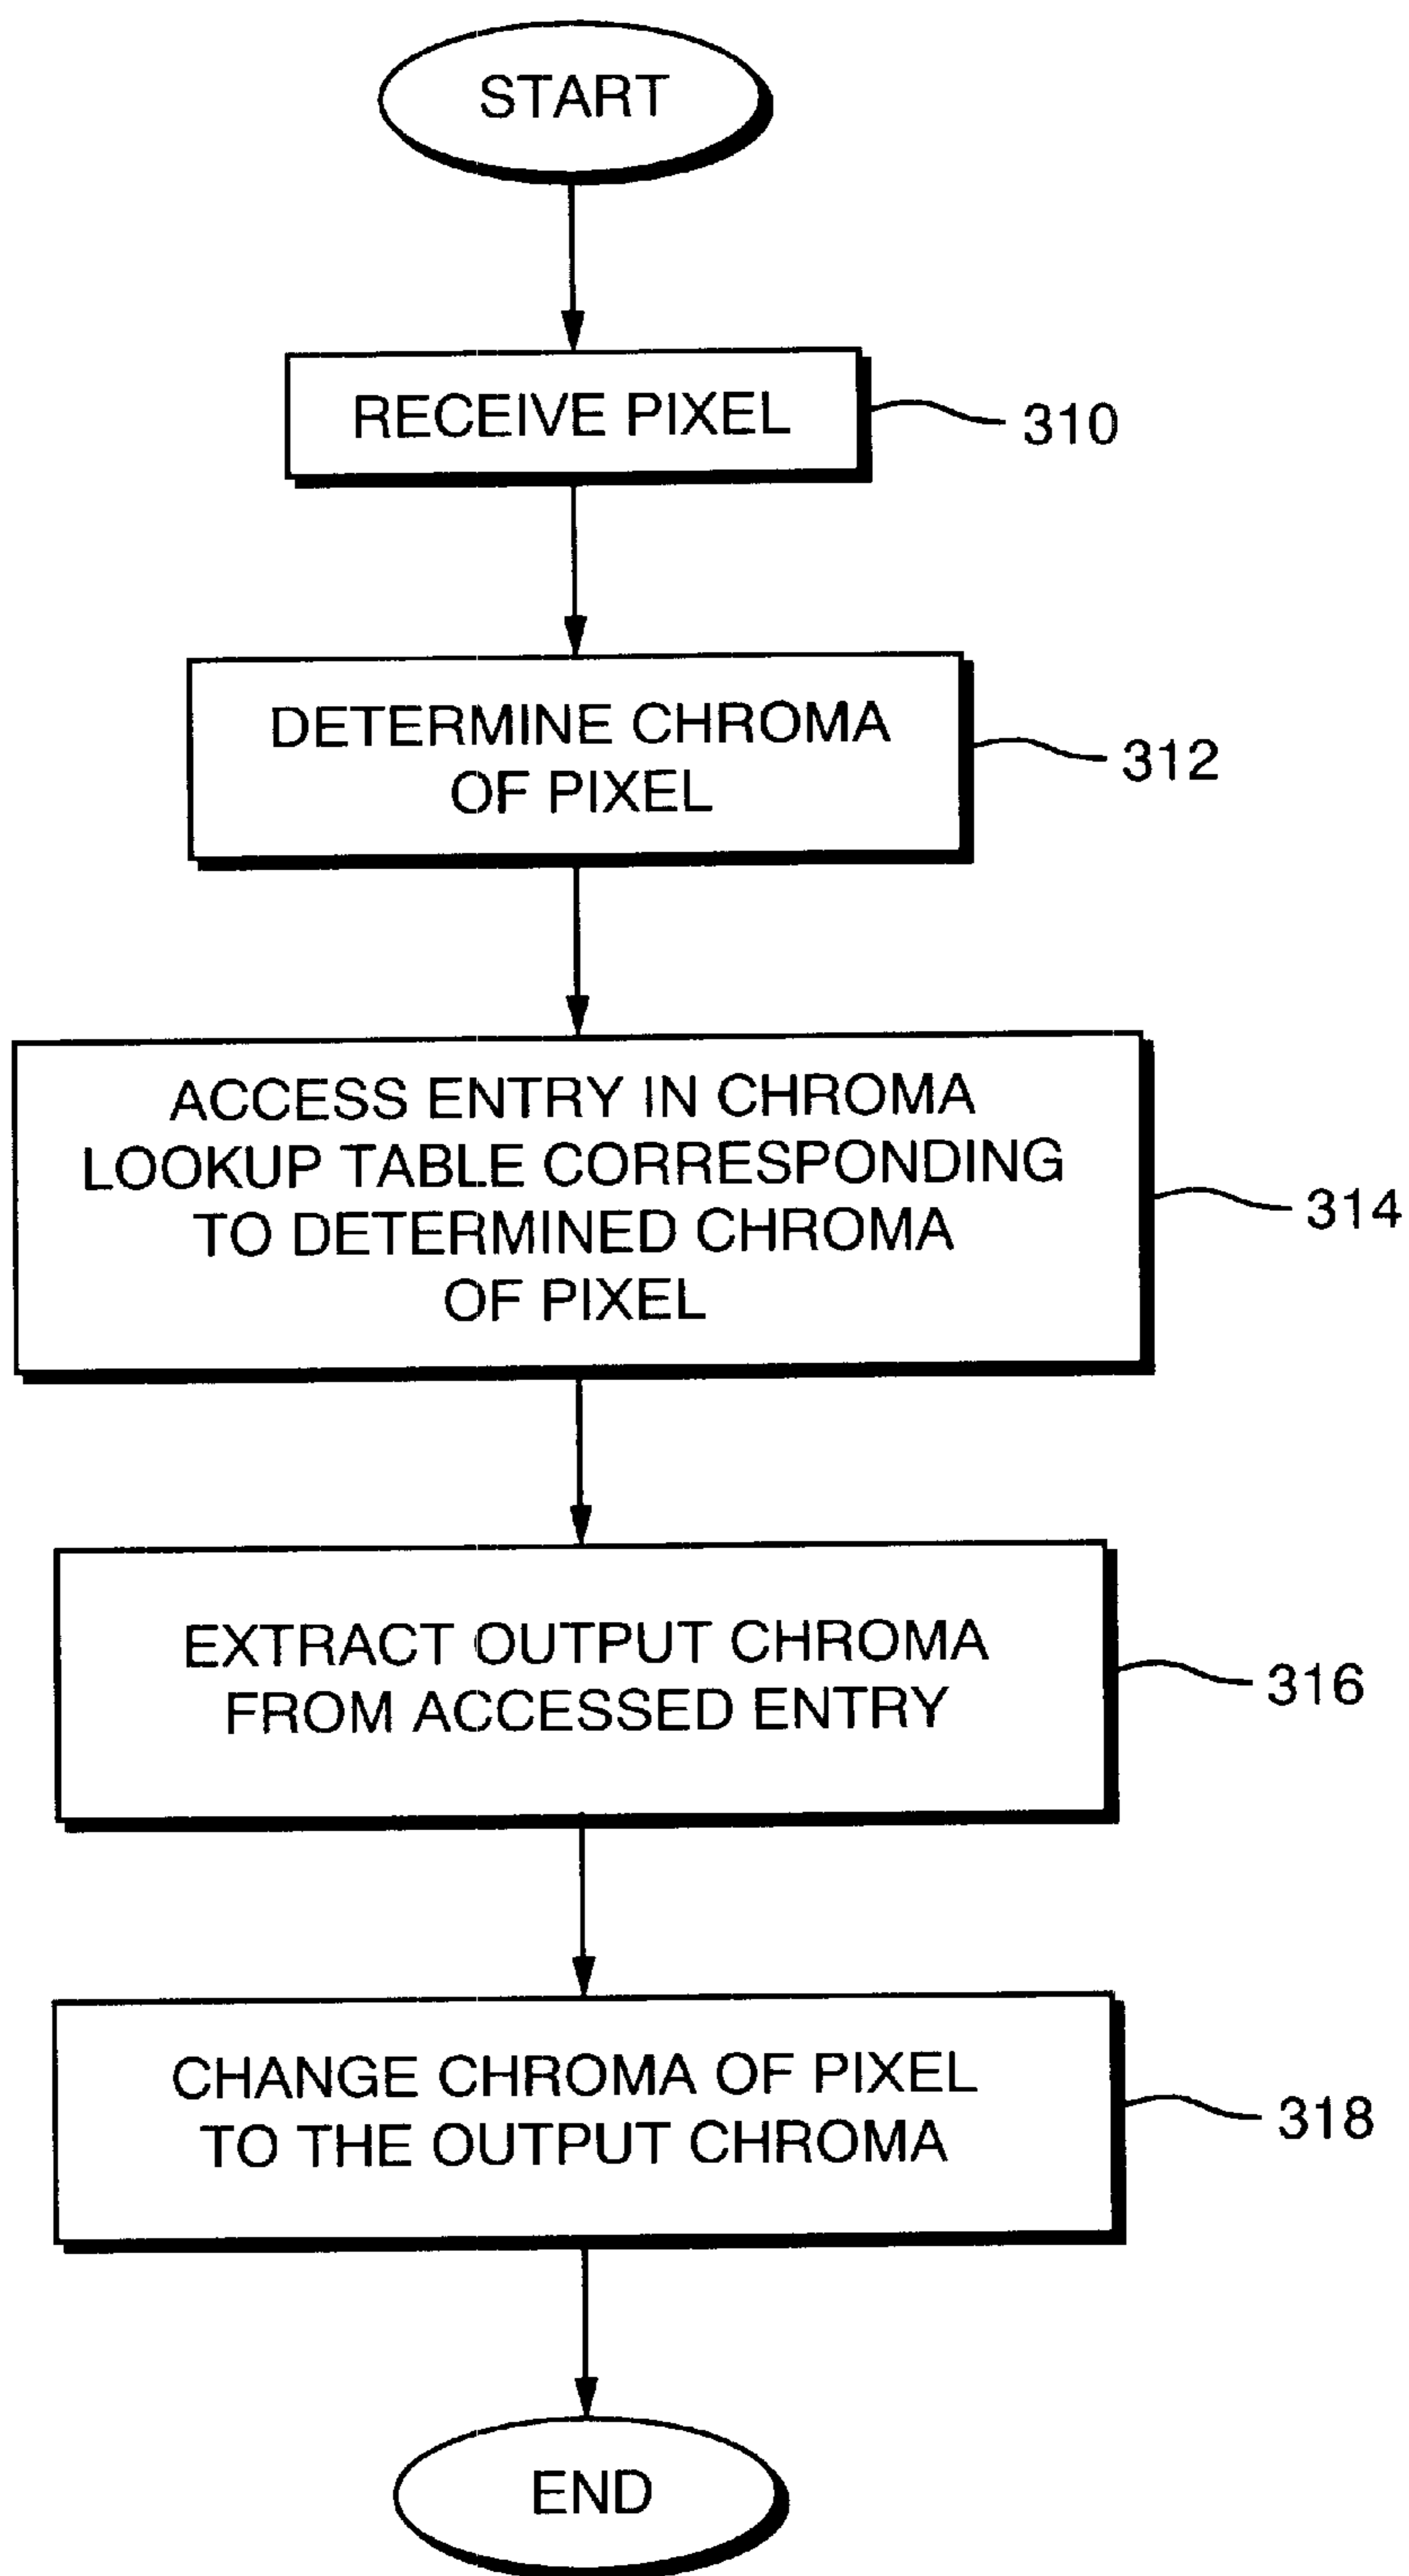 START
RECEIVE PIXEL
310
DETERMINE CHROMA
OF PIXEL
312
ACCESS ENTRY IN CHROMA
LOOKUP TABLE CORRESPONDING
TO DETERMINED CHROMA
OF PIXEL
314
EXTRACT OUTPUT CHROMA
FROM ACCESSED ENTRY
316
CHANGE CHROMA OF PIXEL
TO THE OUTPUT CHROMA
318
END